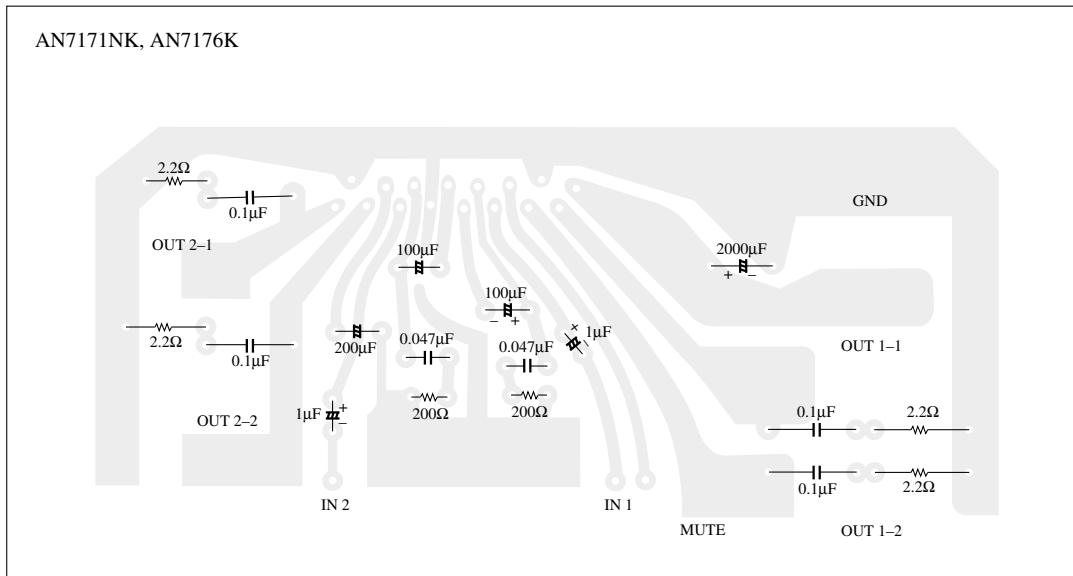 AN7171NK, AN7176K
2.2Ω
0.1μF
OUT 2–1
GND
100μF
2000μF
+ –
100μF
– +
2.2Ω
0.1μF
200μF
0.047μF
0.047μF
+
1μF
–
OUT 1–1
OUT 2–2
1μF
+
–
200Ω
200Ω
0.1μF
2.2Ω
0.1μF
2.2Ω
IN 2
IN 1
MUTE
OUT 1–2